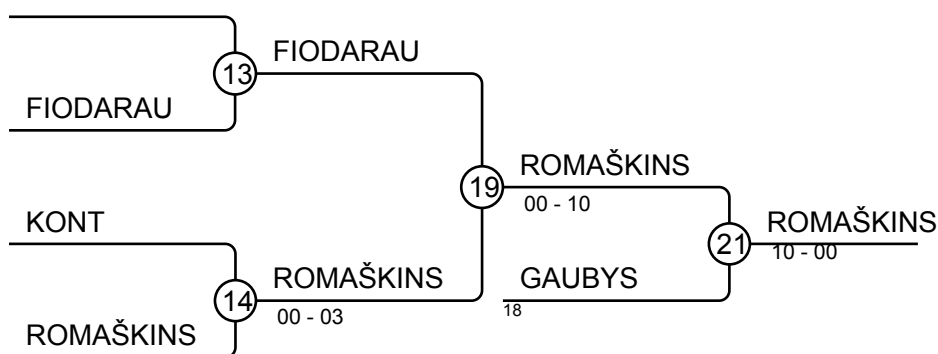 FIODARAU
13
FIODARAU
ROMAŠKINS
19
00 - 10
KONT
ROMAŠKINS
21
10 - 00
ROMAŠKINS
GAUBYS
14
18
00 - 03
ROMAŠKINS